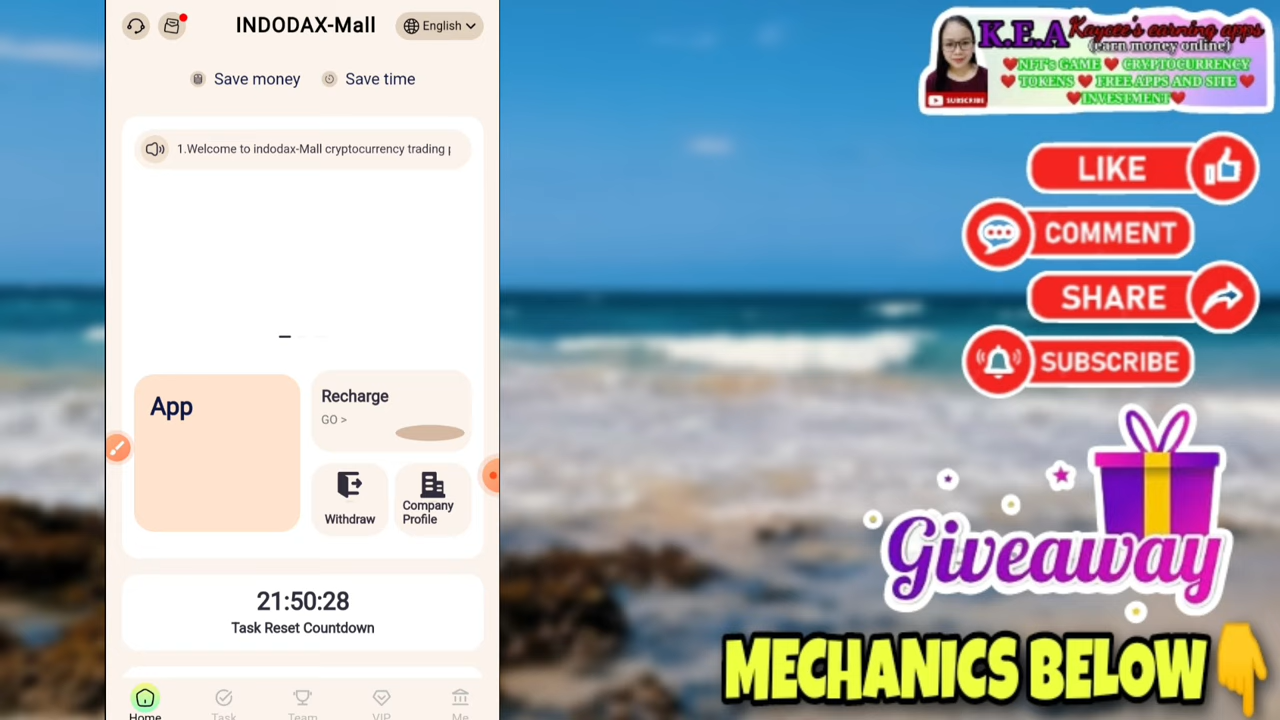 INDODAX-Mall
English
Save money
Save time
1.Welcome to indodax-Mall cryptocurrency trading
App
Recharge
GO >
Withdraw
Company
Profile
21:50:28
Task Reset Countdown
Home
Task
Team
VIP
Me
K.E.A Kaycee's earning apps
(earn money online)
NFT's GAME CRYPTOCURRENCY
TOKENS FREE APPS AND SITE
INVESTMENT
SUBSCRIBE
LIKE
COMMENT
SHARE
SUBSCRIBE
Giveaway
MECHANICS BELOW